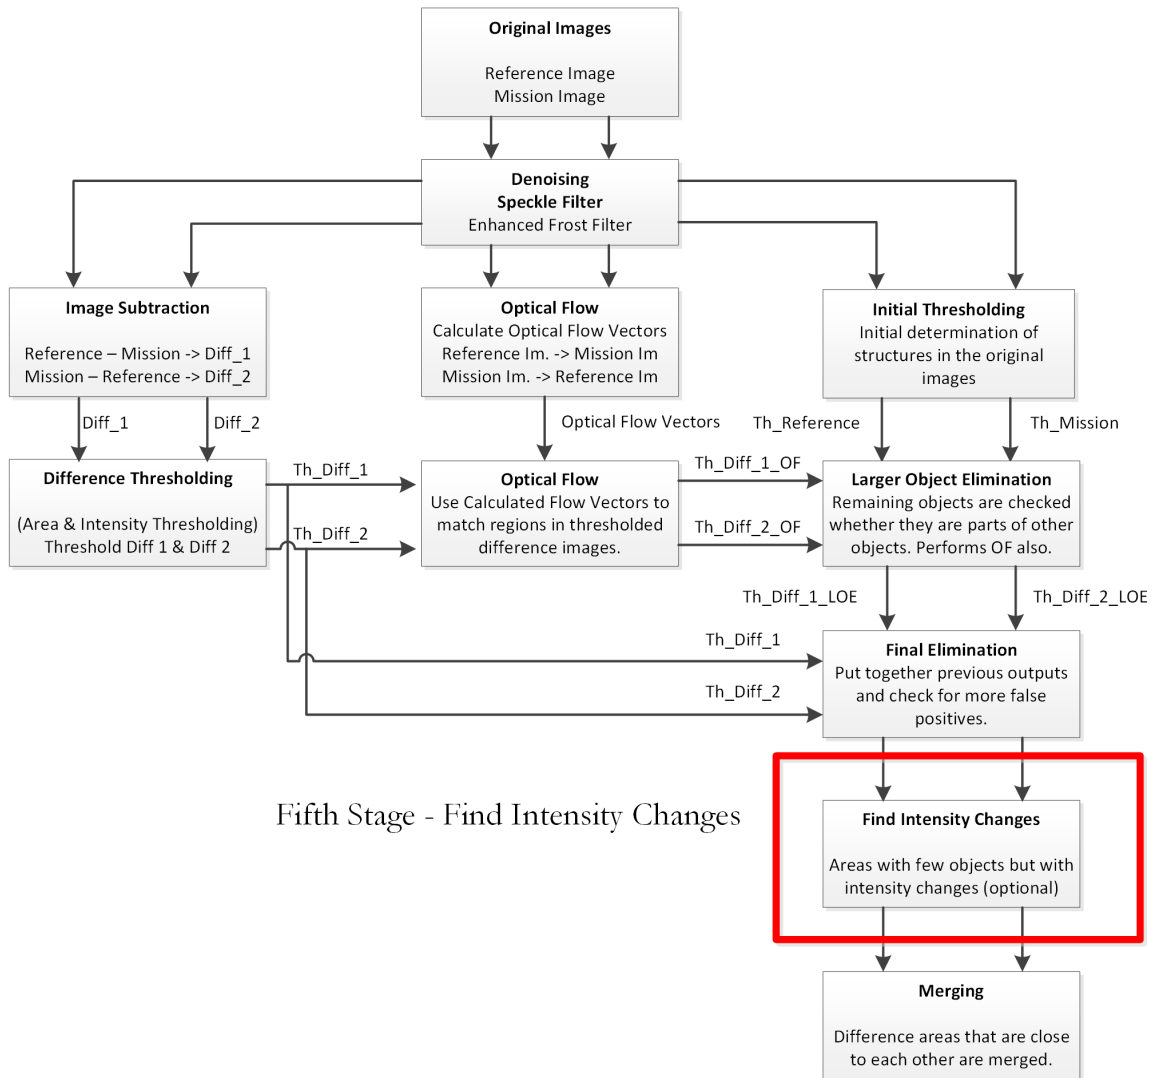 Original Images
Reference Image
Mission Image
Denoising
Speckle Filter
Enhanced Frost Filter
Image Subtraction
Reference – Mission -> Diff_1
Mission – Reference -> Diff_2
Optical Flow
Calculate Optical Flow Vectors
Reference Im. -> Mission Im
Mission Im. -> Reference Im
Initial Thresholding
Initial determination of
structures in the original
images
Diff_1
Diff_2
Optical Flow Vectors
Th_Reference
Th_Mission
Difference Thresholding
(Area & Intensity Thresholding)
Threshold Diff 1 & Diff 2
Th_Diff_1
Th_Diff_2
Optical Flow
Use Calculated Flow Vectors to
match regions in thresholded
difference images.
Th_Diff_1_OF
Th_Diff_2_OF
Larger Object Elimination
Remaining objects are checked
whether they are parts of other
objects. Performs OF also.
Th_Diff_1_LOE
Th_Diff_2_LOE
Th_Diff_1
Th_Diff_2
Final Elimination
Put together previous outputs
and check for more false
positives.
Fifth Stage - Find Intensity Changes
Find Intensity Changes
Areas with few objects but with
intensity changes (optional)
Merging
Difference areas that are close
to each other are merged.